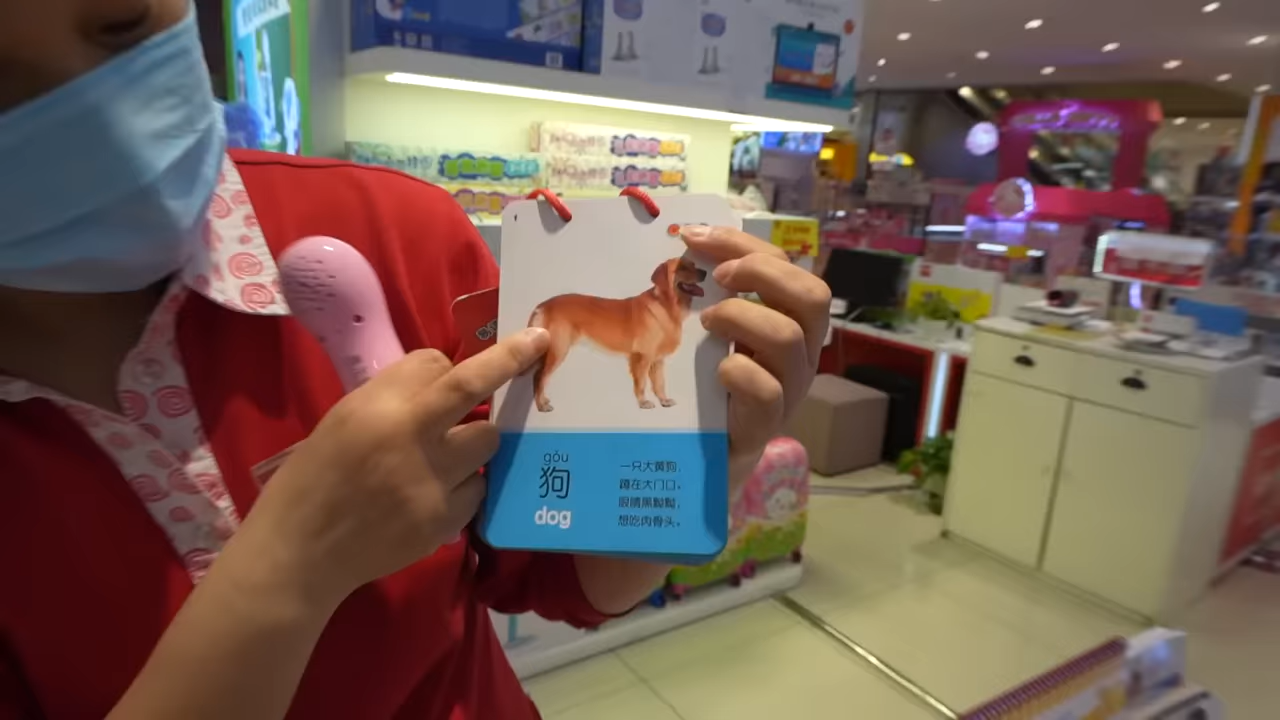 gǒu
狗
dog
一只大黄狗，
蹲在大门口，
眼睛黑黝黝，
想吃肉骨头。